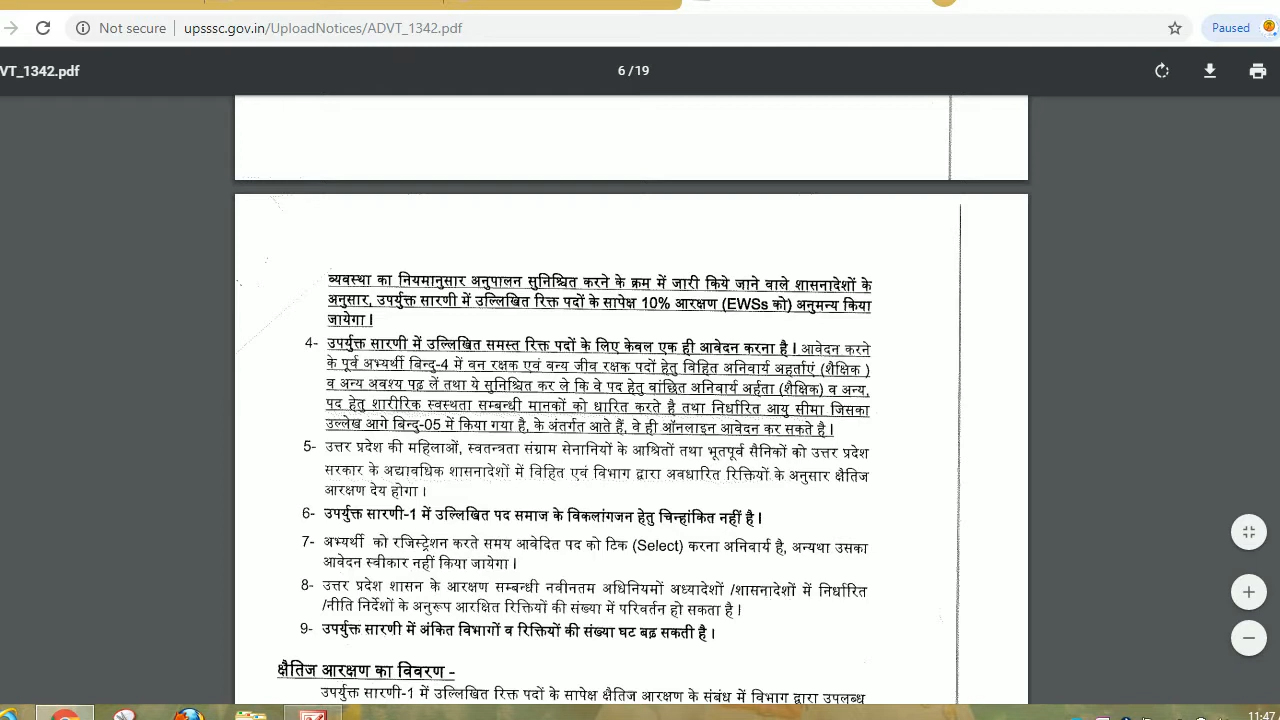 Not secure upsssc.gov.in/UploadNotices/ADVT_1342.pdf Paused
VT_1342.pdf 6 / 19
व्यवस्था का नियमानुसार अनुपालन सुनिश्चित करने के क्रम में जारी किये जाने वाले शासनादेशों के
अनुसार, उपर्युक्त सारणी में उल्लिखित रिक्त पदों के सापेक्ष 10% आरक्षण (EWSs को) अनुमन्य किया
जायेगा।
4- उपर्युक्त सारणी में उल्लिखित समस्त रिक्त पदों के लिए केवल एक ही आवेदन करना है। आवेदन करने
के पूर्व अभ्यर्थी बिन्दु-4 में वन रक्षक एवं वन्य जीव रक्षक पदों हेतु विहित अनिवार्य अहर्ताएं (शैक्षिक )
व अन्य अवश्य पढ़ लें तथा ये सुनिश्चित कर ले कि वे पद हेतु वांछित अनिवार्य अर्हता (शैक्षिक) व अन्य,
पद हेतु शारीरिक स्वस्थता सम्बन्धी मानकों को धारित करते है तथा निर्धारित आयु सीमा जिसका
उल्लेख आगे बिन्दु-05 में किया गया है, के अंतर्गत आते हैं, वे ही ऑनलाइन आवेदन कर सकते है।
5- उत्तर प्रदेश की महिलाओं, स्वतन्त्रता संग्राम सेनानियों के आश्रितों तथा भूतपूर्व सैनिकों को उत्तर प्रदेश
सरकार के अद्यावधिक शासनादेशों में विहित एवं विभाग द्वारा अवधारित रिक्तियों के अनुसार क्षैतिज
आरक्षण देय होगा।
6- उपर्युक्त सारणी-1 में उल्लिखित पद समाज के विकलांगजन हेतु चिन्हांकित नहीं है।
7- अभ्यर्थी को रजिस्ट्रेशन करते समय आवेदित पद को टिक (Select) करना अनिवार्य है, अन्यथा उसका
आवेदन स्वीकार नहीं किया जायेगा।
8- उत्तर प्रदेश शासन के आरक्षण सम्बन्धी नवीनतम अधिनियमों अध्यादेशों /शासनादेशों में निर्धारित
/नीति निर्देशों के अनुरूप आरक्षित रिक्तियों की संख्या में परिवर्तन हो सकता है।
9- उपर्युक्त सारणी में अंकित विभागों व रिक्तियों की संख्या घट बढ़ सकती है।
क्षैतिज आरक्षण का विवरण -
उपर्युक्त सारणी-1 में उल्लिखित रिक्त पदों के सापेक्ष क्षैतिज आरक्षण के संबंध में विभाग द्वारा उपलब्ध
11:47